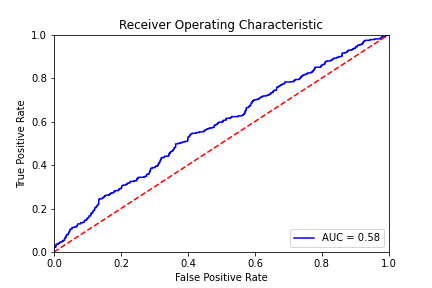 Receiver Operating Characteristic
1.0
0.8
0.6
0.4
0.2
0.0
True Positive Rate
AUC = 0.58
0.0 0.2 0.4 0.6 0.8 1.0
False Positive Rate